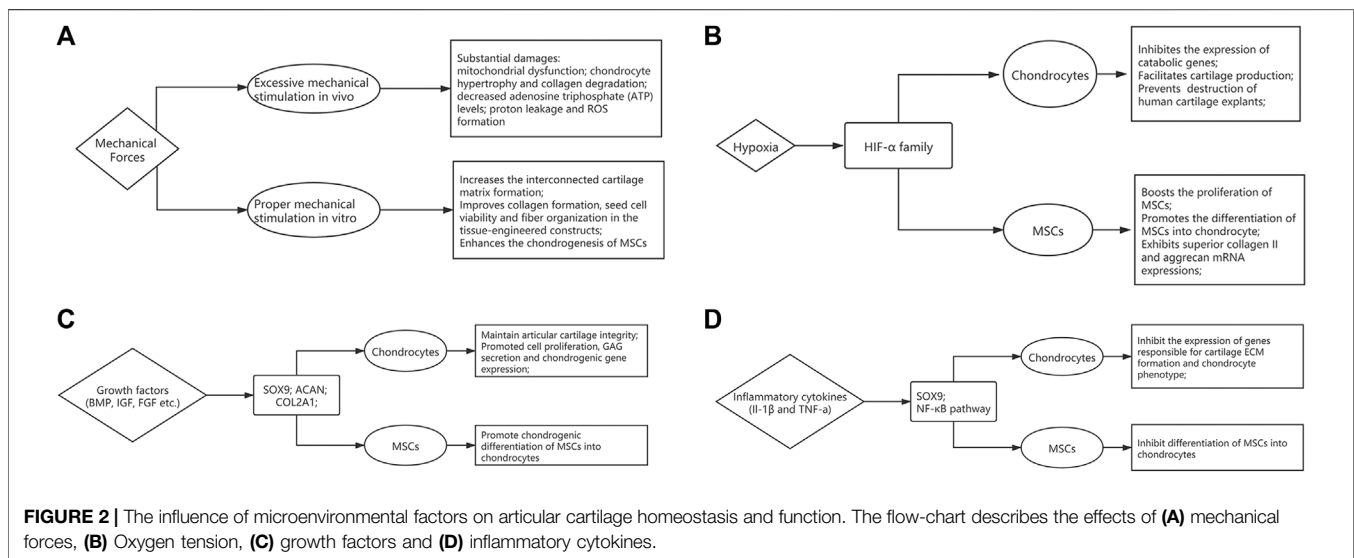 A
Mechanical
Forces
Excessive mechanical
stimulation in vivo
Substantial damages:
mitochondrial dysfunction; chondrocyte
hypertrophy and collagen degradation;
decreased adenosine triphosphate (ATP)
levels; proton leakage and ROS
formation
Proper mechanical
stimulation in vitro
Increases the interconnected cartilage
matrix formation;
Improves collagen formation, seed cell
viability and fiber organization in the
tissue-engineered constructs;
Enhances the chondrogenesis of MSCs
B
Hypoxia
HIF-α family
Chondrocytes
Inhibites the expression of
catabolic genes;
Facilitates cartilage production;
Prevents destruction of
human cartilage explants;
MSCs
Boosts the proliferation of
MSCs;
Promotes the differentiation of
MSCs into chondrocyte;
Exhibits superior collagen II
and aggrecan mRNA
expressions;
C
Growth factors
(BMP, IGF, FGF etc.)
SOX9; ACAN;
COL2A1;
Chondrocytes
Maintain articular cartilage integrity;
Promoted cell proliferation, GAG
secretion and chondrogenic gene
expression;
MSCs
Promote chondrogenic
differentiation of MSCs into
chondrocytes
D
Inflammatory cytokines
(Il-1β and TNF-a)
SOX9;
NF-κB pathway
Chondrocytes
Inhibit the expression of genes
responsible for cartilage ECM
formation and chondrocyte
phenotype;
MSCs
Inhibit differentiation of MSCs into
chondrocytes
FIGURE 2 | The influence of microenvironmental factors on articular cartilage homeostasis and function. The flow-chart describes the effects of (A) mechanical
forces, (B) Oxygen tension, (C) growth factors and (D) inflammatory cytokines.